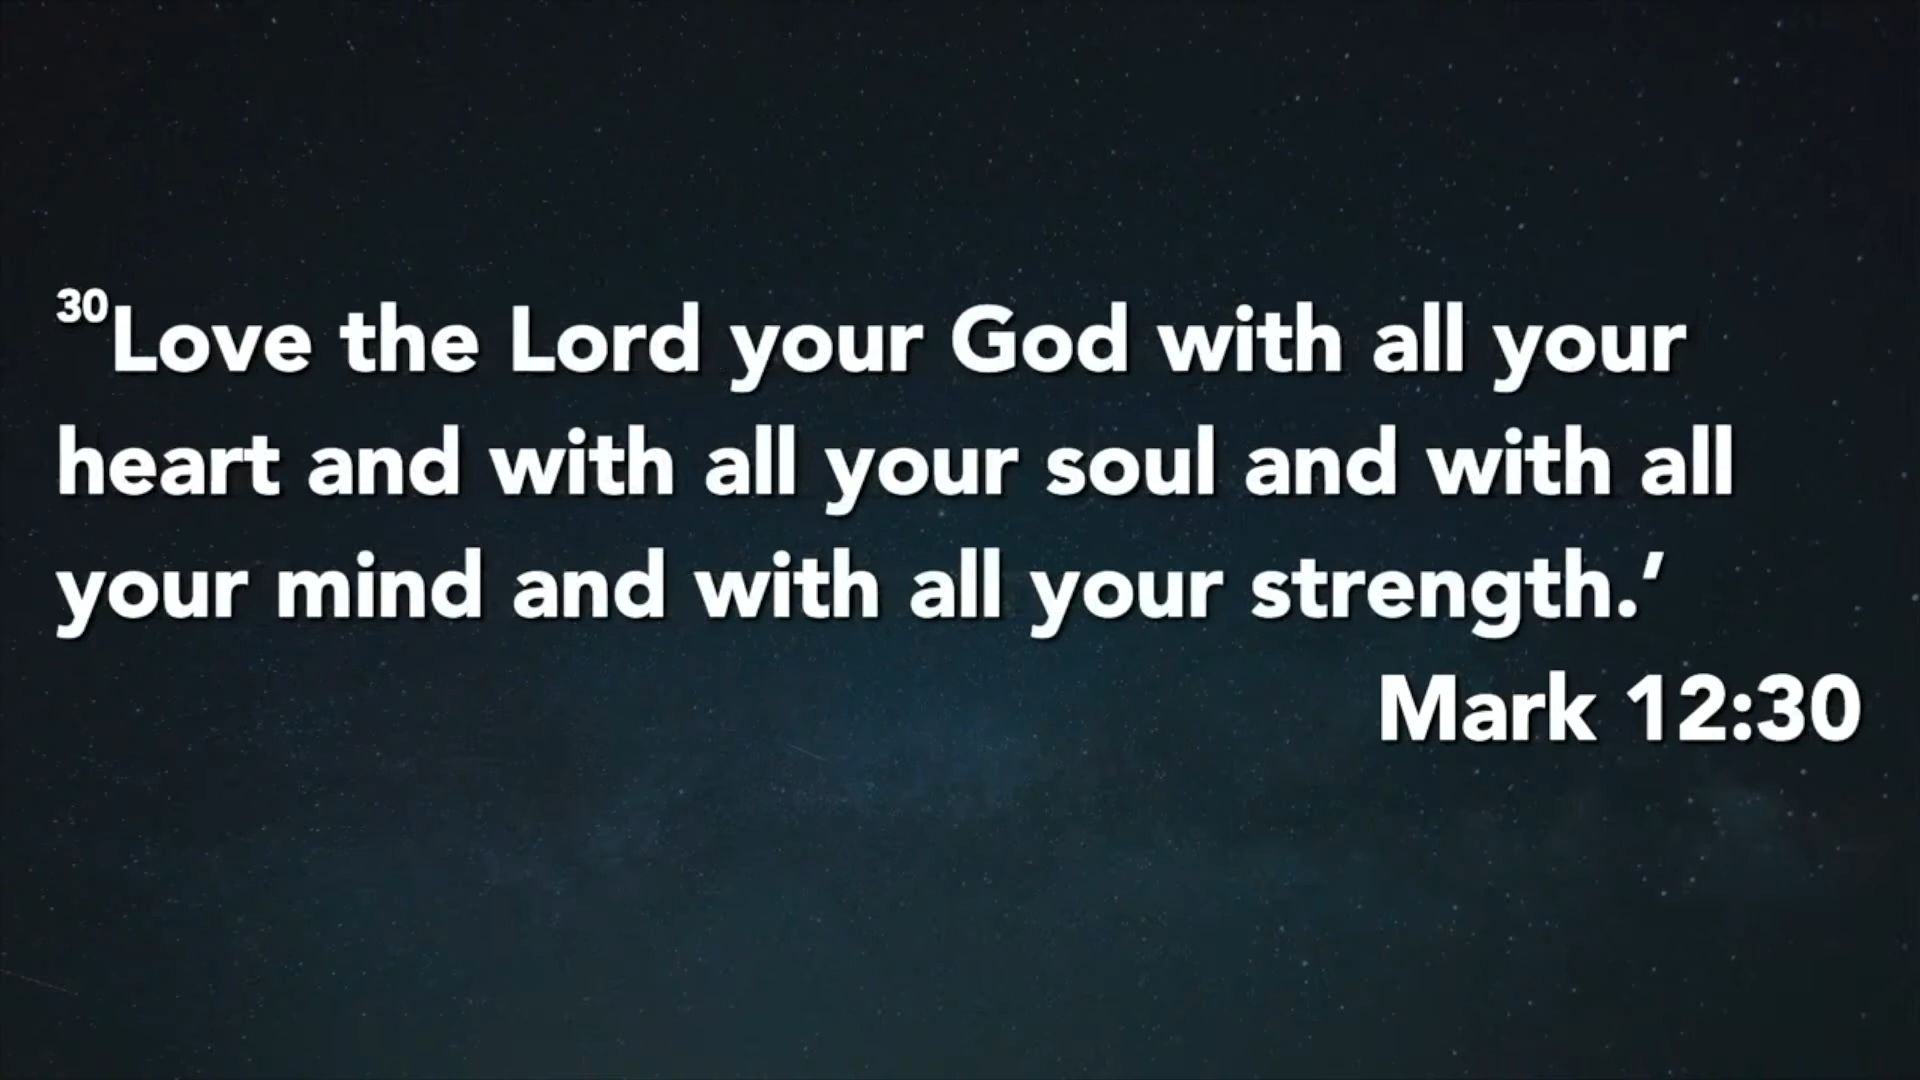 30Love the Lord your God with all your
heart and with all your soul and with all
your mind and with all your strength.’
Mark 12:30